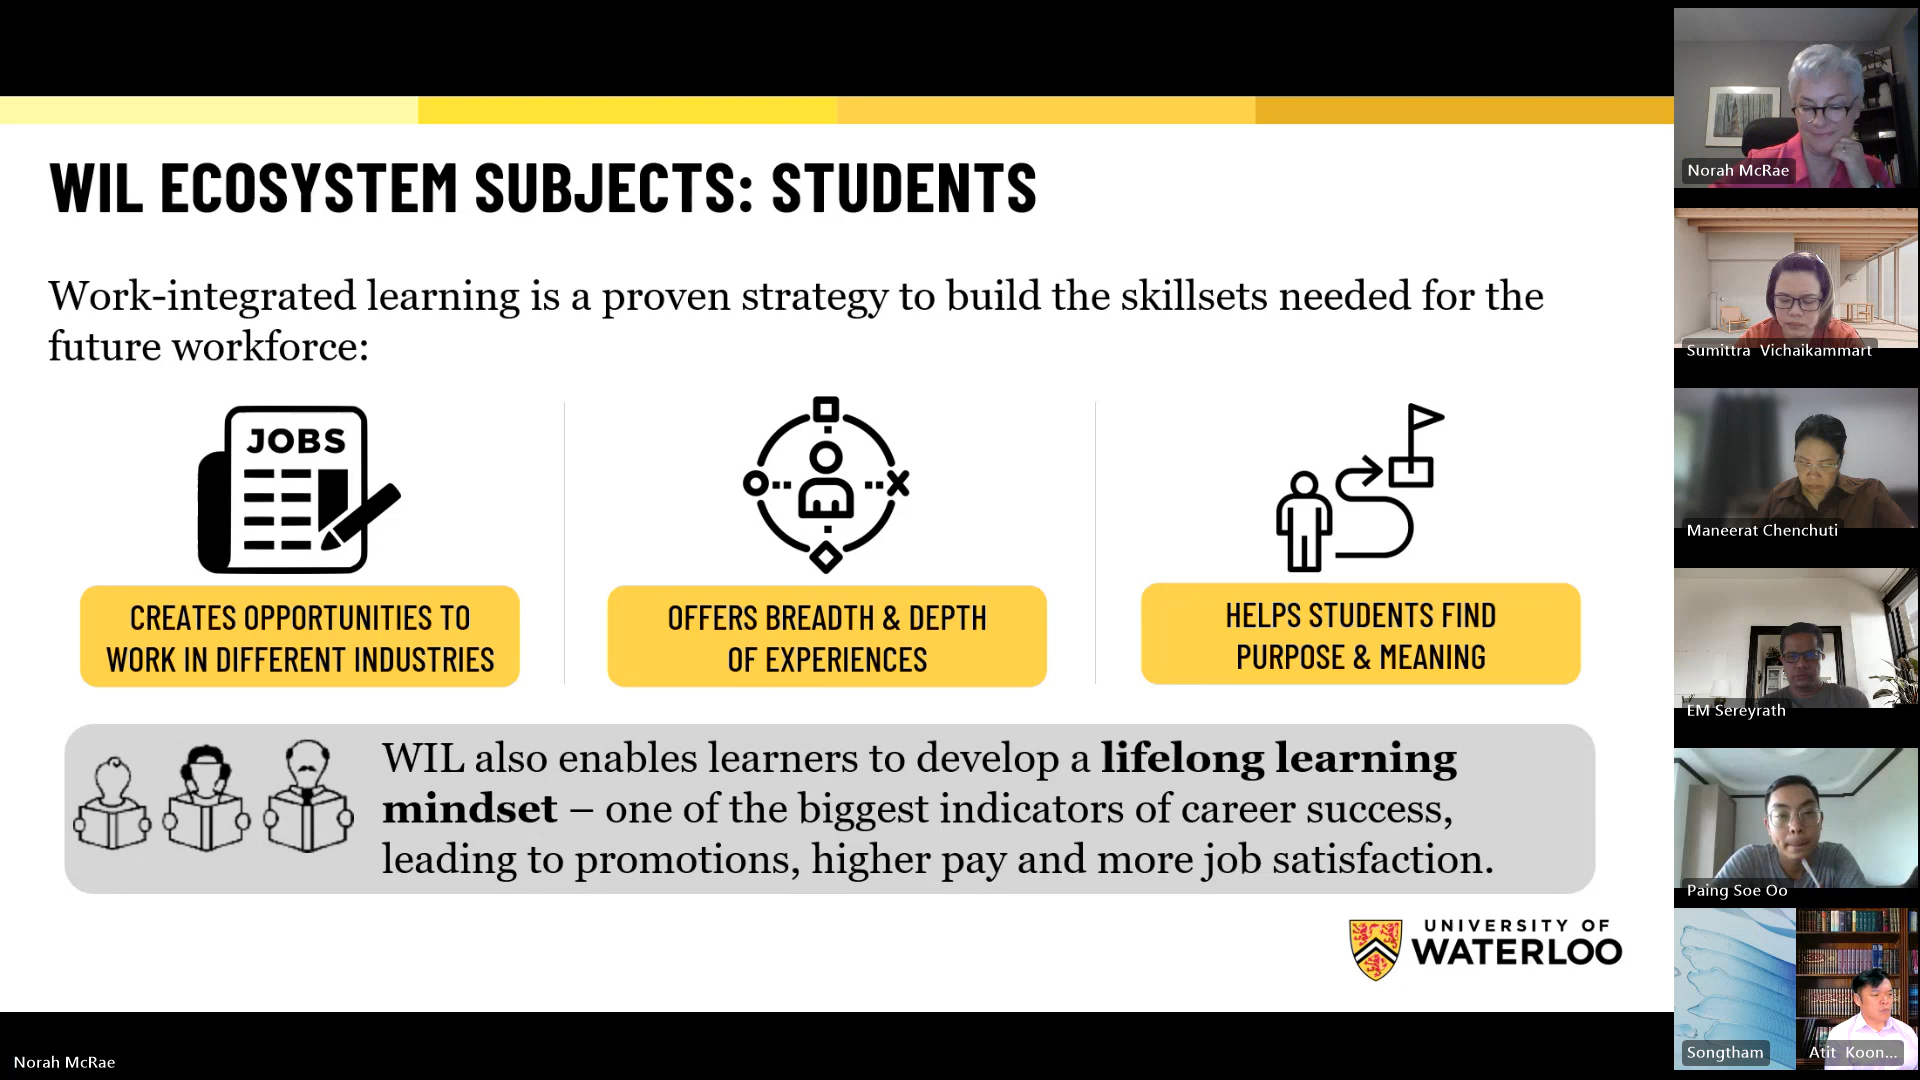 WIL ECOSYSTEM SUBJECTS: STUDENTS
Work-integrated learning is a proven strategy to build the skillsets needed for the
future workforce:
JOBS
CREATES OPPORTUNITIES TO
WORK IN DIFFERENT INDUSTRIES
OFFERS BREADTH & DEPTH
OF EXPERIENCES
HELPS STUDENTS FIND
PURPOSE & MEANING
WIL also enables learners to develop a lifelong learning
mindset – one of the biggest indicators of career success,
leading to promotions, higher pay and more job satisfaction.
UNIVERSITY OF
WATERLOO
Norah McRae
Norah McRae
Sumittra Vichaikammart
Maneerat Chenchuti
EM Sereyrath
Paing Soe Oo
Songtham
Atit Koon...